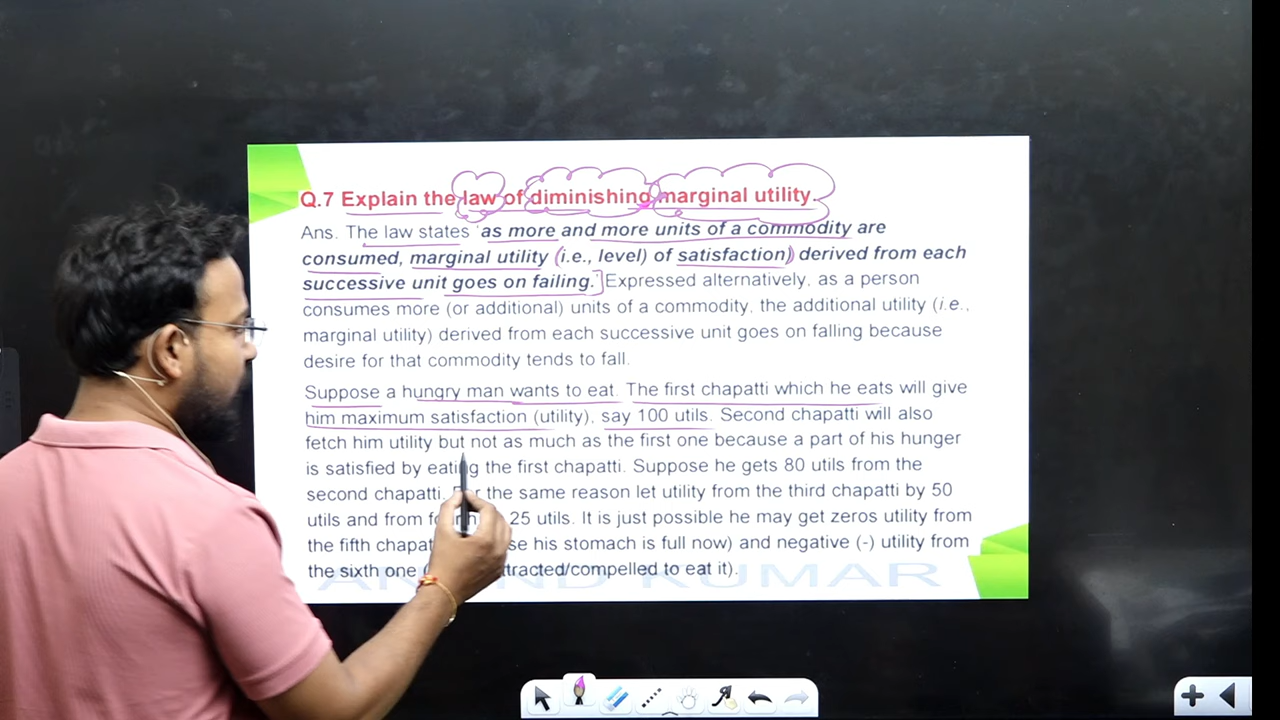 Q.7 Explain the law of diminishing marginal utility.
Ans. The law states 'as more and more units of a commodity are
consumed, marginal utility (i.e., level) of satisfaction) derived from each
successive unit goes on failing.' Expressed alternatively, as a person
consumes more (or additional) units of a commodity, the additional utility (i.e.,
marginal utility) derived from each successive unit goes on falling because
desire for that commodity tends to fall.
Suppose a hungry man wants to eat. The first chapatti which he eats will give
him maximum satisfaction (utility), say 100 utils. Second chapatti will also
fetch him utility but not as much as the first one because a part of his hunger
is satisfied by eating the first chapatti. Suppose he gets 80 utils from the
second chapatti. For the same reason let utility from the third chapatti by 50
utils and from 25 utils. It is just possible he may get zeros utility from
the fifth his stomach is full now) and negative (-) utility from
the sixth one to eat it).
KUMAR